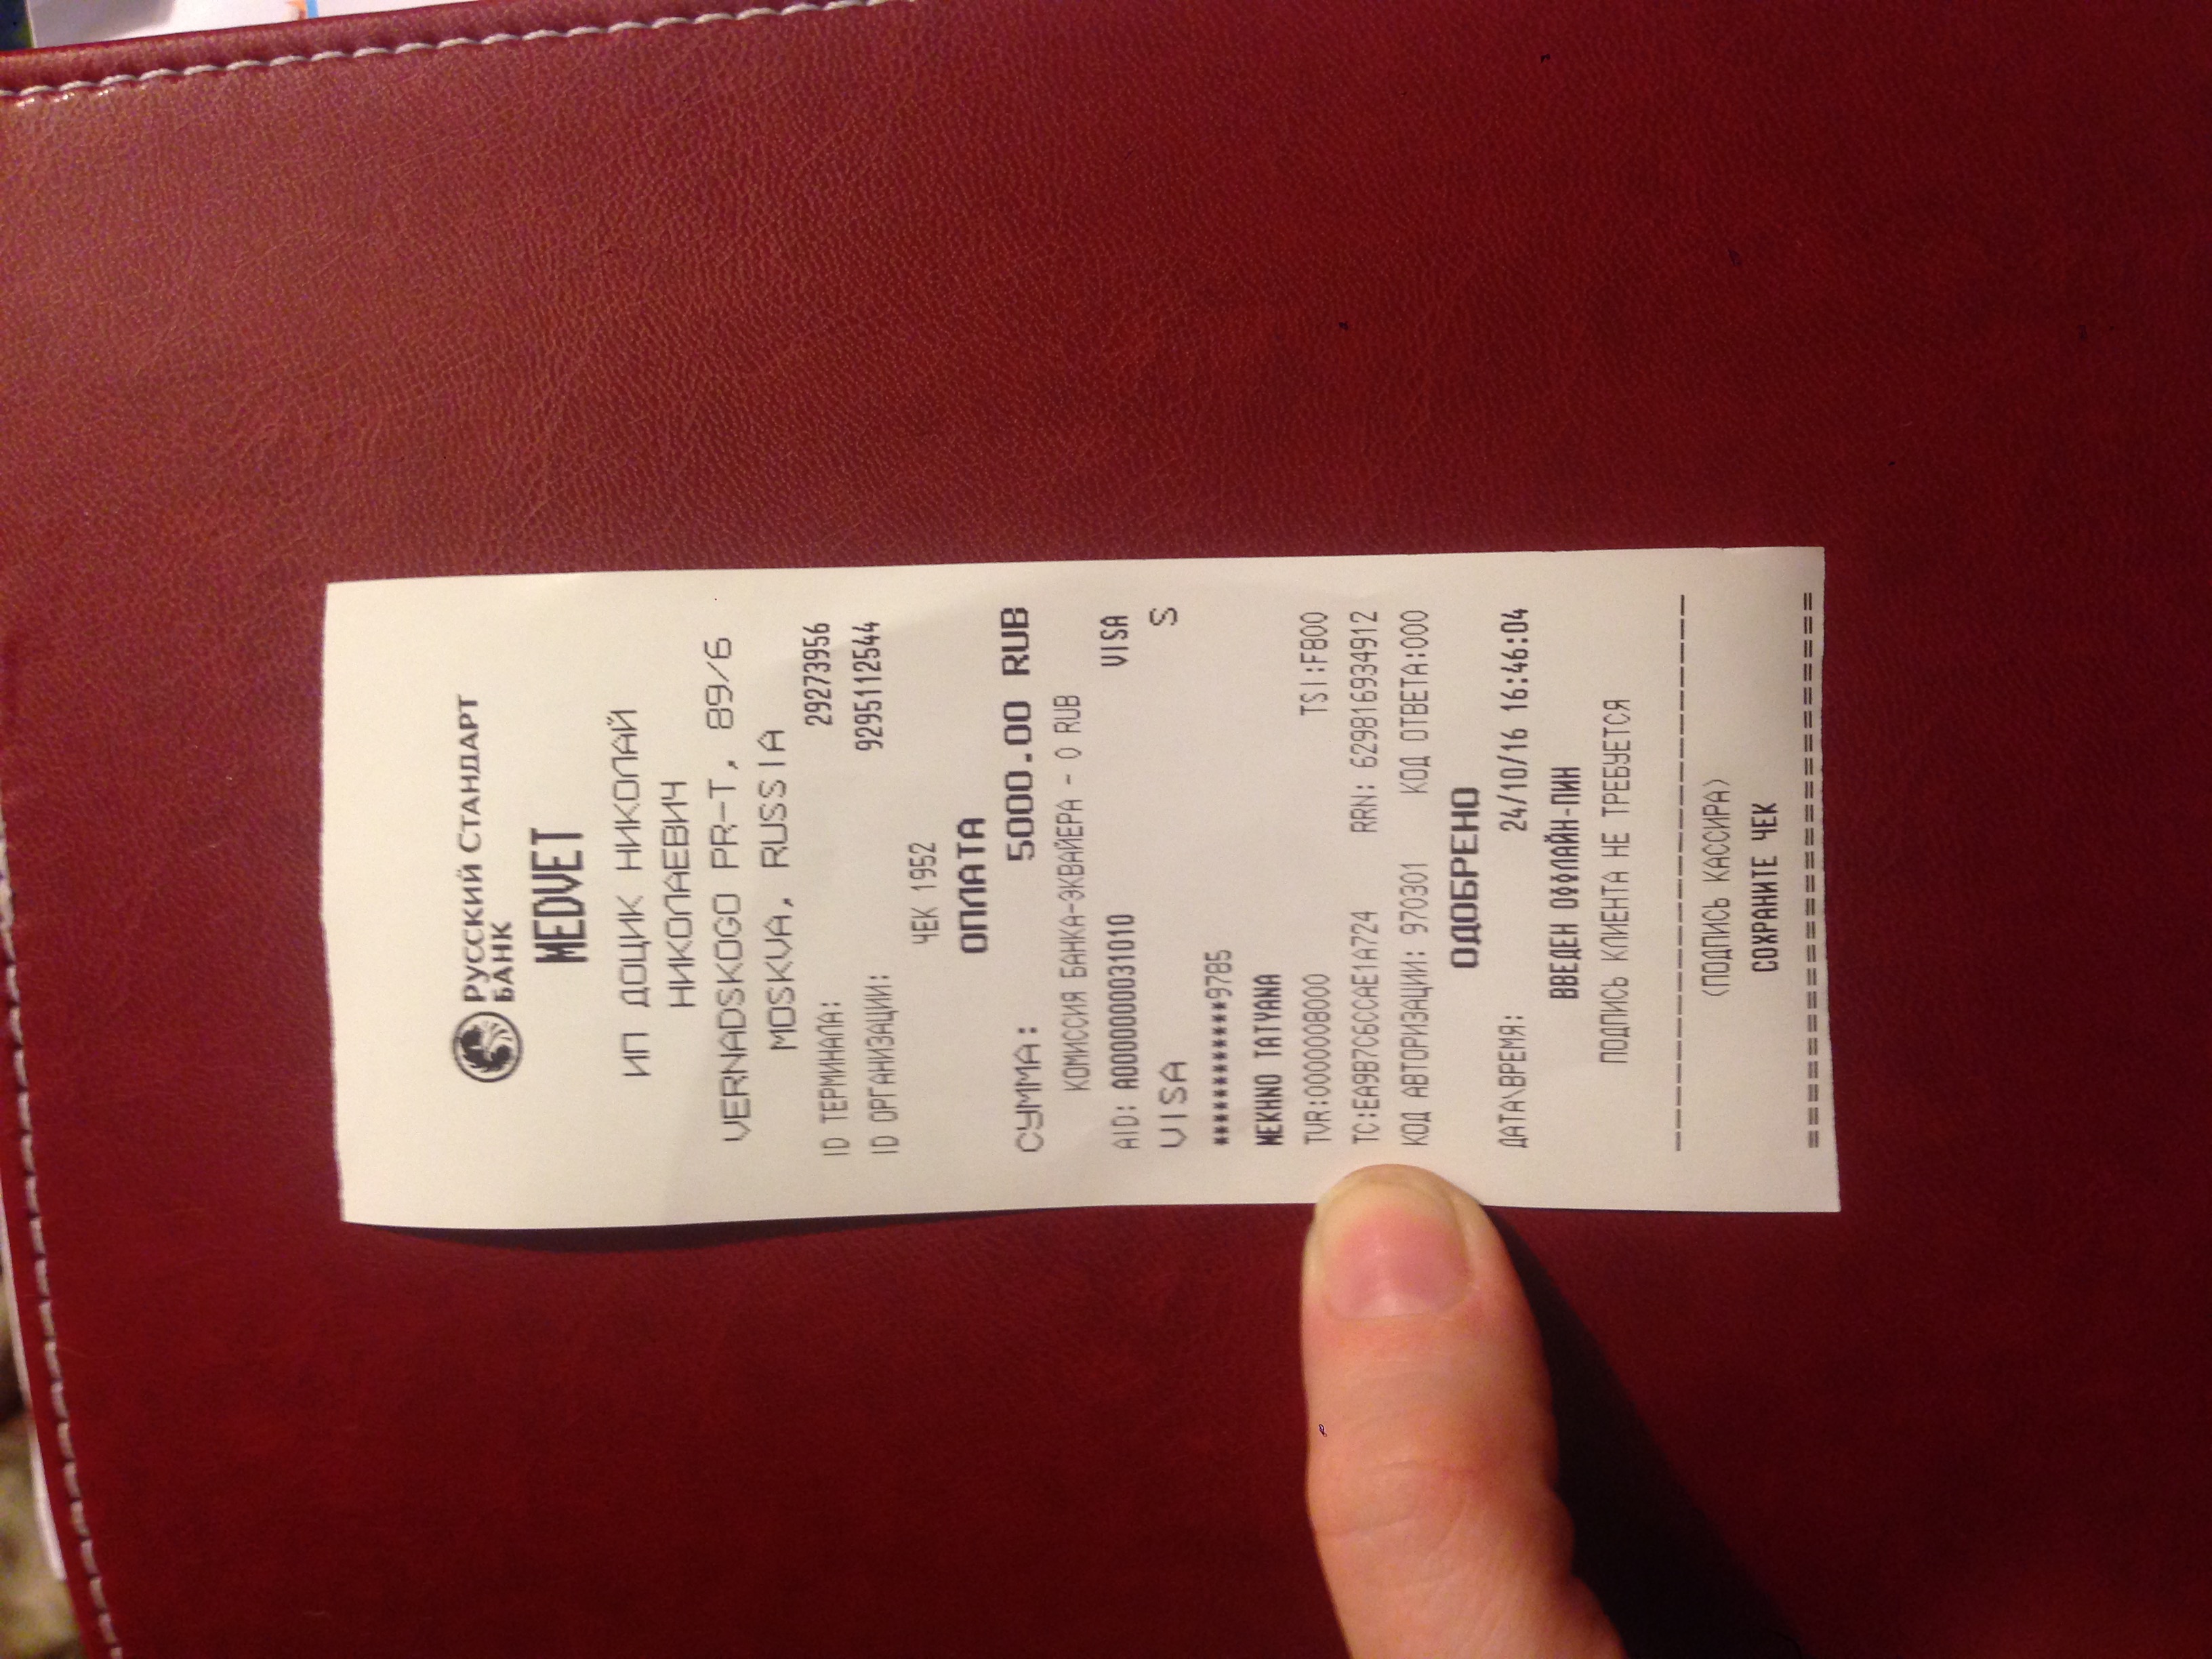 Русский Стандарт
БАНК
MEDVET
ИП ДОЦИК НИКОЛАЙ
НИКОЛАЕВИЧ
VERNADSKOGO PR-T, 89/6
MOSKVA, RUSSIA
ID ТЕРМИНАЛА: 29273956
ID ОРГАНИЗАЦИИ: 9295112544
ЧЕК 1952
ОПЛАТА
СУММА: 5000.00 RUB
КОМИССИЯ БАНКА-ЭКВАЙЕРА - 0 RUB
AID: A0000000031010 VISA
VISA S
************9785
MEKHNO TATYANA
TVR:0000008000 TSI:F800
TC:EA9B7C6CCAE1A724 RRN: 629816934912
КОД АВТОРИЗАЦИИ: 970301 КОД ОТВЕТА:000
ОДОБРЕНО
ДАТА\ВРЕМЯ: 24/10/16 16:46:04
ВВЕДЕН ОФФЛАЙН-ПИН
ПОДПИСЬ КЛИЕНТА НЕ ТРЕБУЕТСЯ
(ПОДПИСЬ КАССИРА)
СОХРАНИТЕ ЧЕК